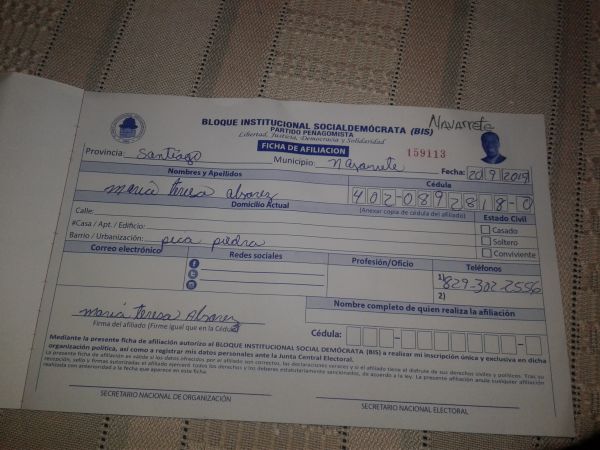 BLOQUE INSTITUCIONAL SOCIALDEMÓCRATA (BIS)
PARTIDO PEÑAGOMISTA
Libertad, Justicia, Democracia y Solidaridad
Navarrete
FICHA DE AFILIACION
159113
Provincia: Santiago Municipio: Navarrete Fecha: 20/9/2019
Nombres y Apellidos Cédula
maria teresa alvarez 402-0892818-0
Domicilio Actual (Anexar copia de cédula del afiliado) Estado Civil
Calle: Casado
#Casa / Apt. / Edificio: Soltero
Barrio / Urbanización: peca piedra Conviviente
Correo electrónico Redes sociales Profesión/Oficio Teléfonos
1) 829-302-2556
2)
maria Teresa Alvarez Nombre completo de quien realiza la afiliación
Firma del afiliado (Firme igual que en la Cédula) Cédula:
Mediante la presente ficha de afiliación autorizo al BLOQUE INSTITUCIONAL SOCIAL DEMÓCRATA (BIS) a realizar mi inscripción única y exclusiva en dicha
organización política, así como a registrar mis datos personales ante la Junta Central Electoral.
SECRETARIO NACIONAL DE ORGANIZACIÓN SECRETARIO NACIONAL ELECTORAL